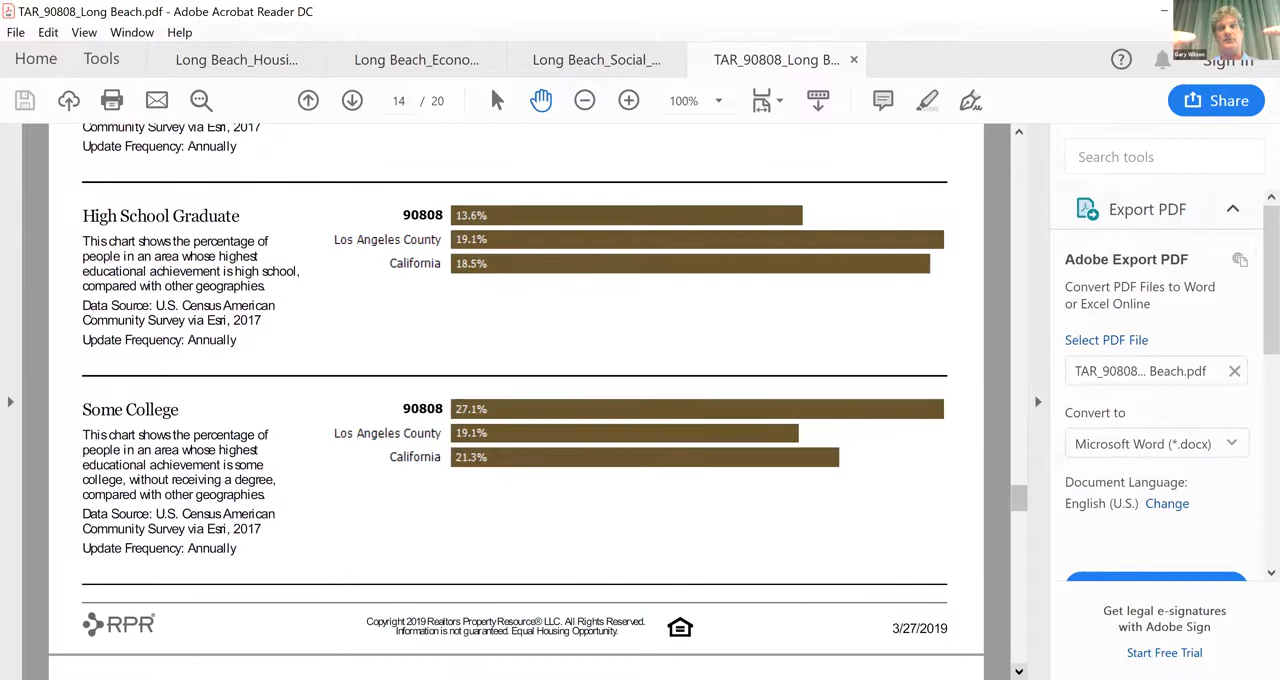 TAR_90808_Long Beach.pdf - Adobe Acrobat Reader DC
File Edit View Window Help
Home Tools Long Beach_Housi... Long Beach_Econo... Long Beach_Social_... TAR_90808_Long B... ×
Sign In
Gary Wilson
14 / 20 100% Share
Community Survey via Esri, 2017
Update Frequency: Annually
High School Graduate
This chart shows the percentage of
people in an area whose highest
educational achievement is high school,
compared with other geographies.
Data Source: U.S. Census American
Community Survey via Esri, 2017
Update Frequency: Annually
90808 13.6%
Los Angeles County 19.1%
California 18.5%
Some College
This chart shows the percentage of
people in an area whose highest
educational achievement is some
college, without receiving a degree,
compared with other geographies.
Data Source: U.S. Census American
Community Survey via Esri, 2017
Update Frequency: Annually
90808 27.1%
Los Angeles County 19.1%
California 21.3%
RPR®
Copyright 2019 Realtors Property Resource® LLC. All Rights Reserved.
Information is not guaranteed. Equal Housing Opportunity.
3/27/2019
Search tools
Export PDF
Adobe Export PDF
Convert PDF Files to Word
or Excel Online
Select PDF File
TAR_90808... Beach.pdf
Convert to
Microsoft Word (*.docx)
Document Language:
English (U.S.) Change
Get legal e-signatures
with Adobe Sign
Start Free Trial